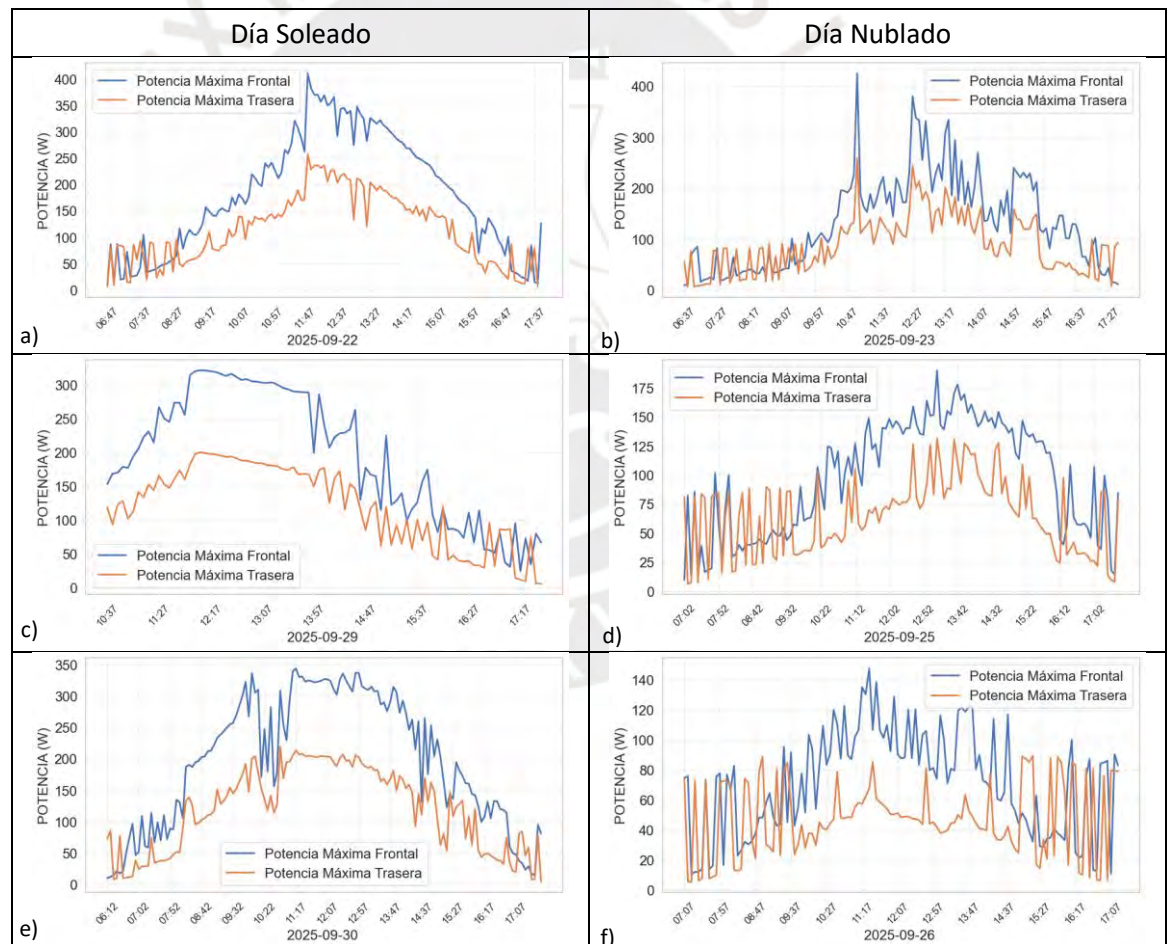 Día Soleado
Día Nublado
Potencia Máxima Frontal
Potencia Máxima Trasera
POTENCIA (W)
400
350
300
250
200
150
100
50
0
06:47 07:37 08:27 09:17 10:07 10:57 11:47 12:37 13:27 14:17 15:07 15:57 16:47 17:37
2025-09-22
a)
Potencia Máxima Frontal
Potencia Máxima Trasera
POTENCIA (W)
400
300
200
100
0
06:37 07:27 08:17 09:07 09:57 10:47 11:37 12:27 13:17 14:07 14:57 15:47 16:37 17:27
2025-09-23
b)
Potencia Máxima Frontal
Potencia Máxima Trasera
POTENCIA (W)
300
200
100
50
0
10:37 11:27 12:17 13:07 13:57 14:47 15:37 16:27 17:17
2025-09-29
c)
Potencia Máxima Frontal
Potencia Máxima Trasera
POTENCIA (W)
175
150
125
100
75
50
25
0
07:02 07:52 08:42 09:32 10:22 11:12 12:02 12:52 13:42 14:32 15:22 16:12 17:02
2025-09-25
d)
Potencia Máxima Frontal
Potencia Máxima Trasera
POTENCIA (W)
350
300
250
200
150
100
50
0
06:12 07:02 07:52 08:42 09:32 10:22 11:17 12:07 12:57 13:47 14:37 15:27 16:17 17:07
2025-09-30
e)
Potencia Máxima Frontal
Potencia Máxima Trasera
POTENCIA (W)
140
120
100
80
60
40
20
0
07:07 07:57 08:47 09:37 10:27 11:17 12:07 12:57 13:47 14:37 15:27 16:17 17:07
2025-09-26
f)